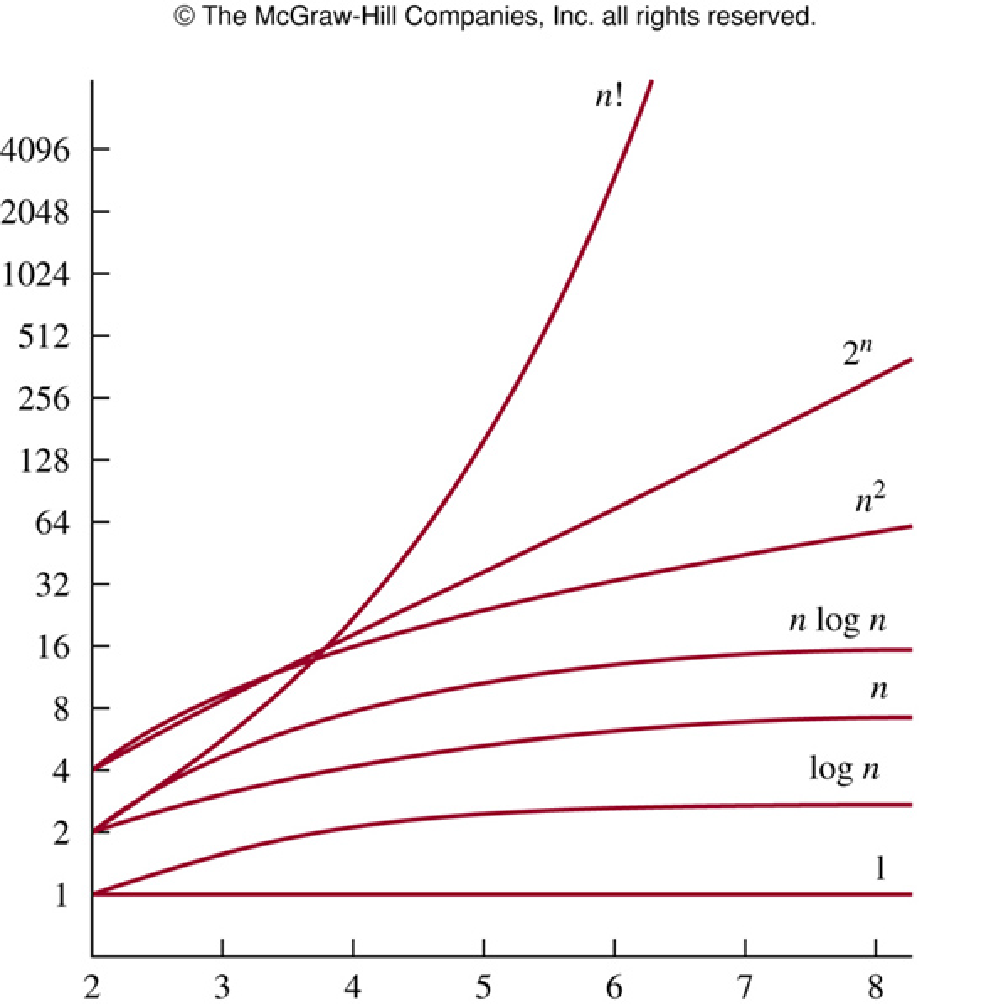 © The McGraw-Hill Companies, Inc. all rights reserved.
n!
4096
2048
1024
512
2ⁿ
256
128
n²
64
32
n log n
16
n
8
log n
4
2
1
1
2 3 4 5 6 7 8